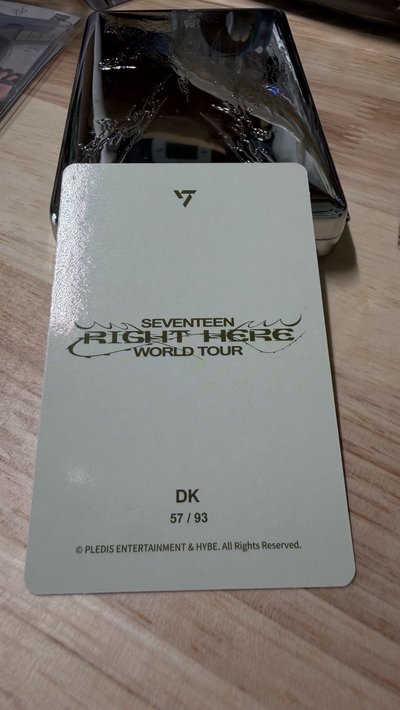 SEVENTEEN
RIGHT HERE
WORLD TOUR
DK
57 / 93
© PLEDIS ENTERTAINMENT & HYBE. All Rights Reserved.